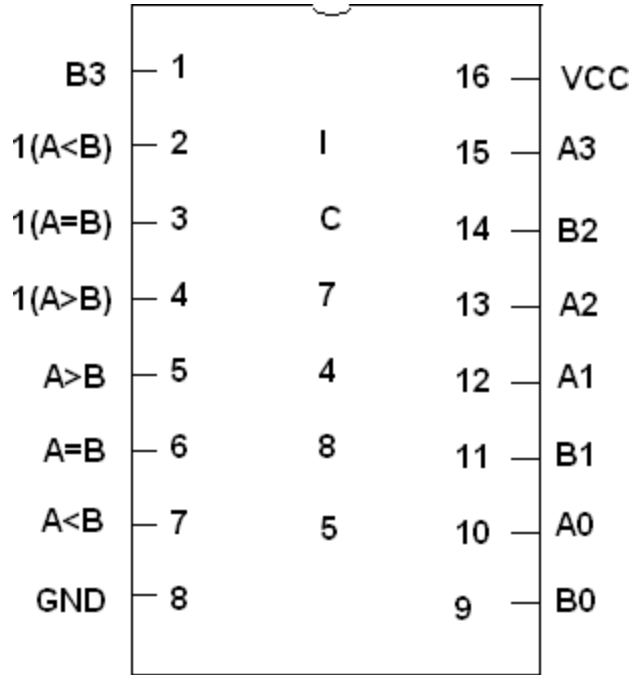 B3 1 16 VCC
1(A<B) 2 I 15 A3
1(A=B) 3 C 14 B2
1(A>B) 4 7 13 A2
A>B 5 4 12 A1
A=B 6 8 11 B1
A<B 7 5 10 A0
GND 8 9 B0